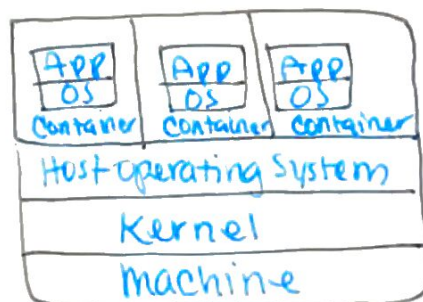 App App App
OS OS OS
container container container
Host operating System
Kernel
machine